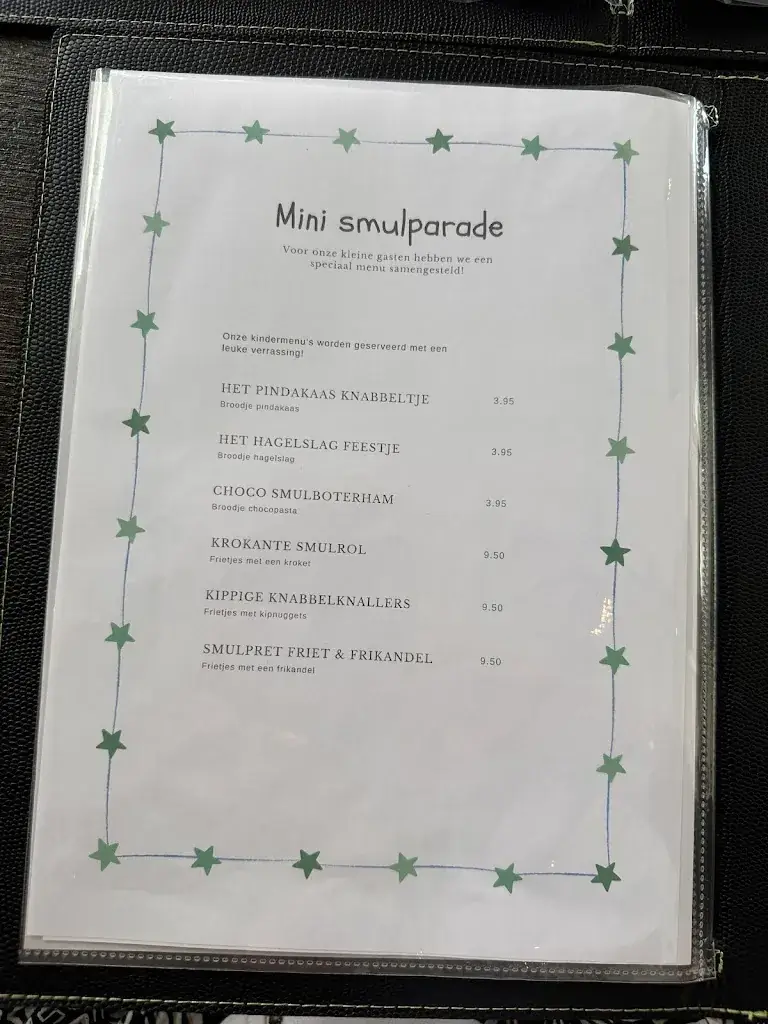 Mini smulparade
Voor onze kleine gasten hebben we een
speciaal menu samengesteld!
Onze kindermenu's worden geserveerd met een
leuke verrassing!
HET PINDAKAAS KNABBELTJE 3.95
Broodje pindakaas
HET HAGELSLAG FEESTJE 3.95
Broodje hagelslag
CHOCO SMULBOTERHAM 3.95
Broodje chocopasta
KROKANTE SMULROL 9.50
Frietjes met een kroket
KIPPIGE KNABBELKNALLERS 9.50
Frietjes met kipnuggets
SMULPRET FRIET & FRIKANDEL 9.50
Frietjes met een frikandel